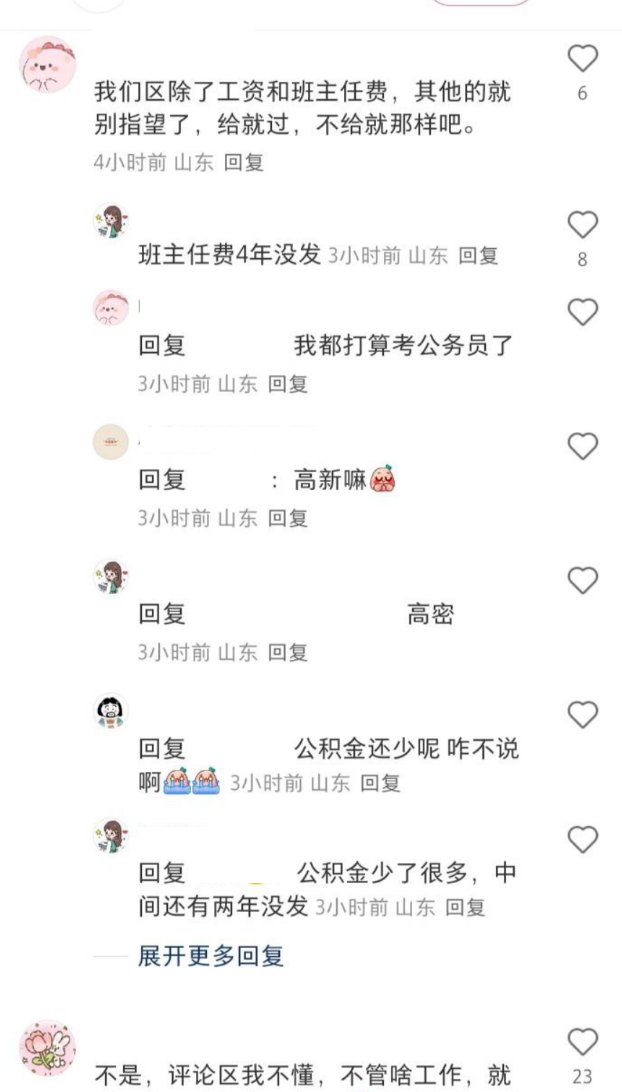 我们区除了工资和班主任费，其他的就
别指望了，给就过，不给就那样吧。
6
4小时前 山东 回复
班主任费4年没发 3小时前 山东 回复
8
回复 我都打算考公务员了
3小时前 山东 回复
回复 ：高新嘛
3小时前 山东 回复
回复 高密
3小时前 山东 回复
回复 公积金还少呢 咋不说
啊 3小时前 山东 回复
回复 公积金少了很多，中
间还有两年没发 3小时前 山东 回复
展开更多回复
不是，评论区我不懂，不管啥工作，就
23